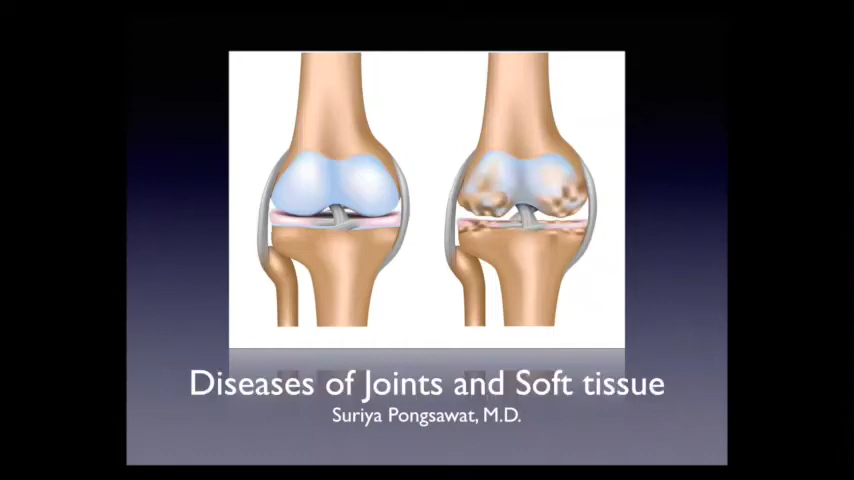 Diseases of Joints and Soft tissue
Suriya Pongsawat, M.D.